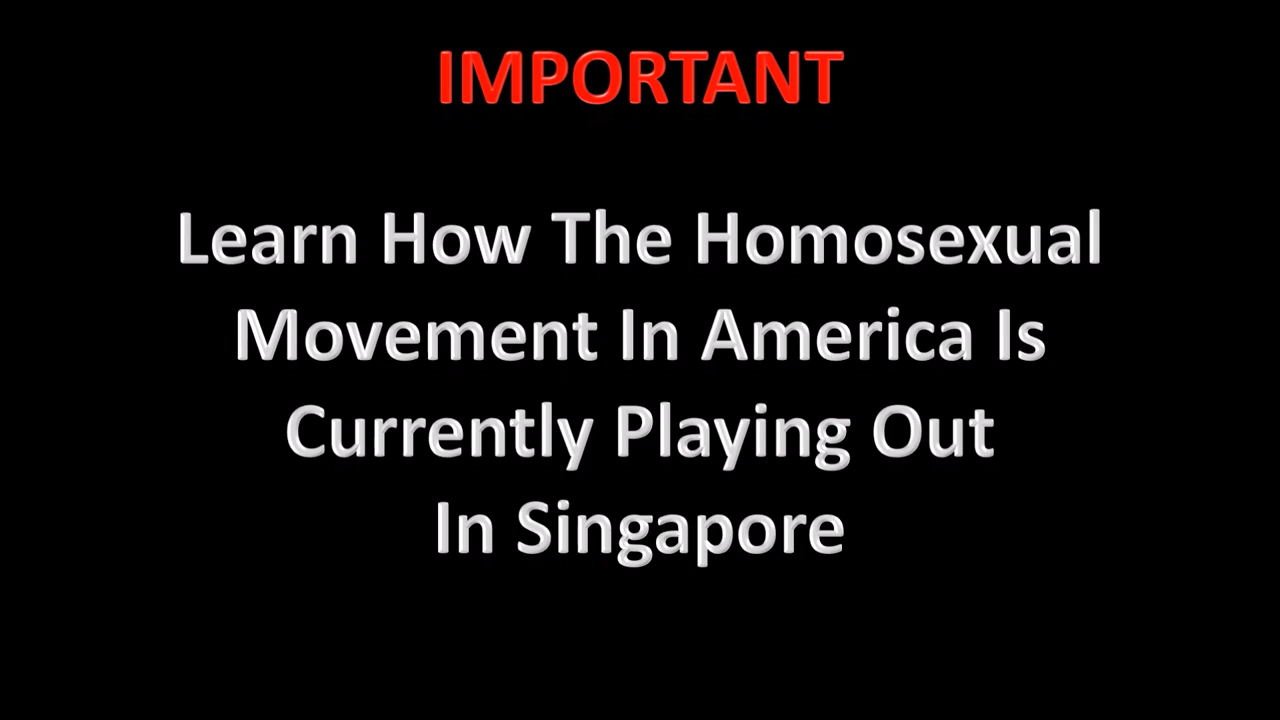 IMPORTANT
Learn How The Homosexual
Movement In America Is
Currently Playing Out
In Singapore